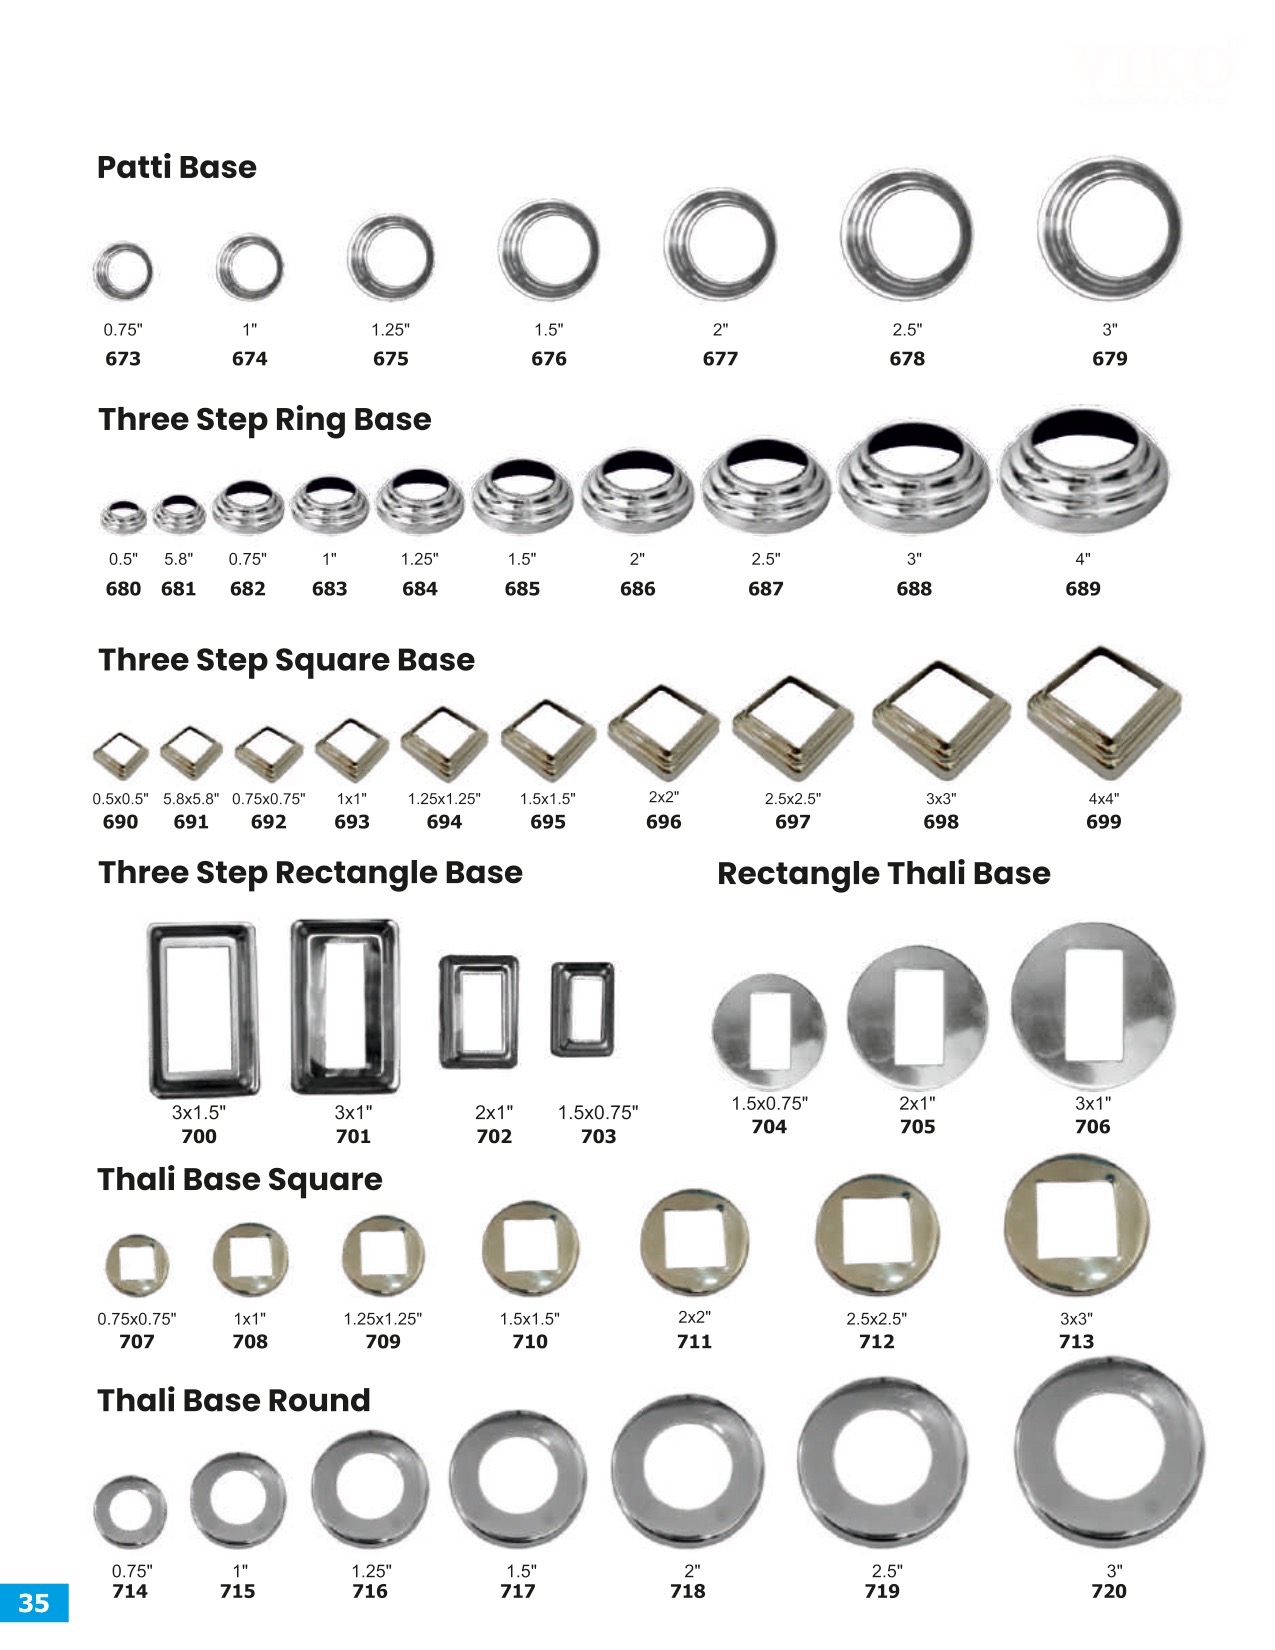 Patti Base
0.75" 1" 1.25" 1.5" 2" 2.5" 3"
673 674 675 676 677 678 679
Three Step Ring Base
0.5" 5.8" 0.75" 1" 1.25" 1.5" 2" 2.5" 3" 4"
680 681 682 683 684 685 686 687 688 689
Three Step Square Base
0.5x0.5" 5.8x5.8" 0.75x0.75" 1x1" 1.25x1.25" 1.5x1.5" 2x2" 2.5x2.5" 3x3" 4x4"
690 691 692 693 694 695 696 697 698 699
Three Step Rectangle Base
3x1.5" 3x1" 2x1" 1.5x0.75"
700 701 702 703
Rectangle Thali Base
1.5x0.75" 2x1" 3x1"
704 705 706
Thali Base Square
0.75x0.75" 1x1" 1.25x1.25" 1.5x1.5" 2x2" 2.5x2.5" 3x3"
707 708 709 710 711 712 713
Thali Base Round
0.75" 1" 1.25" 1.5" 2" 2.5" 3"
714 715 716 717 718 719 720
35